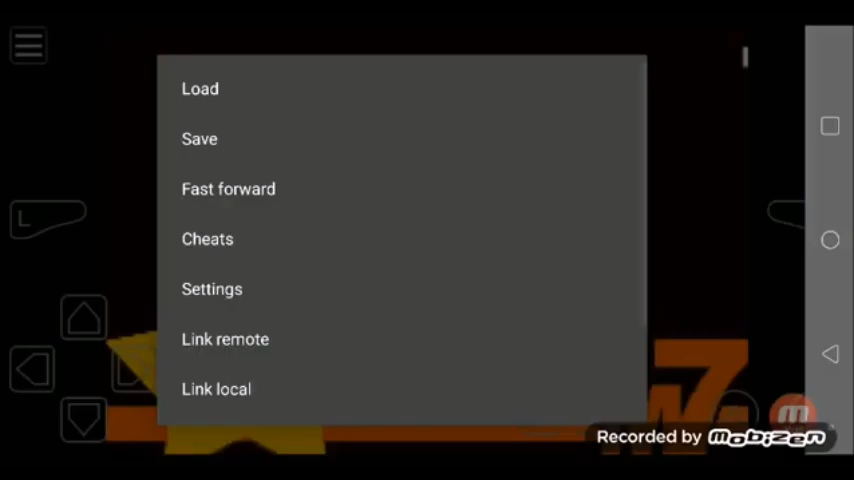 Load
Save
Fast forward
Cheats
L
Settings
Link remote
Link local
Recorded by mobizen